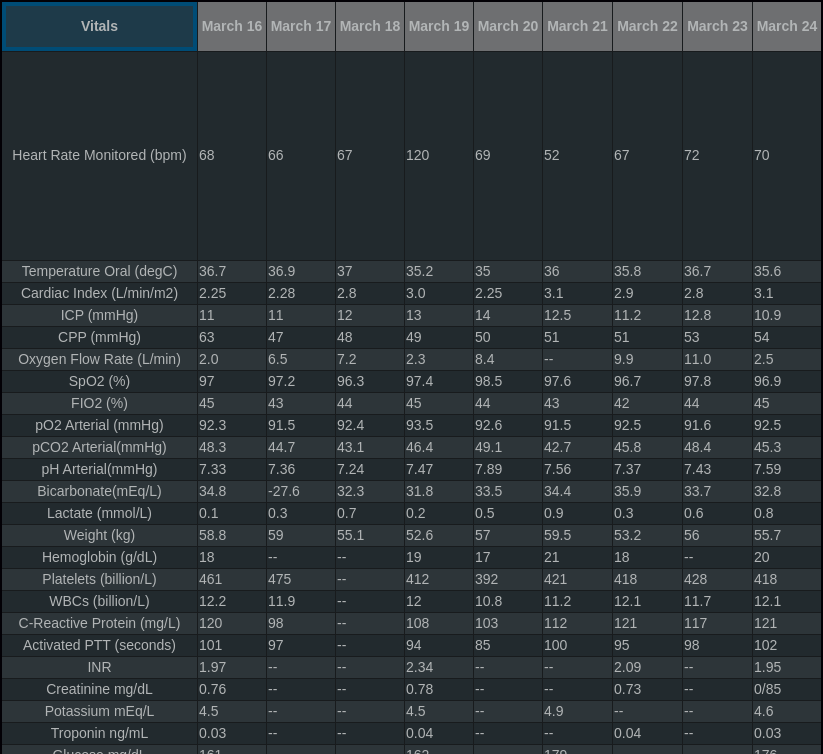 Vitals March 16 March 17 March 18 March 19 March 20 March 21 March 22 March 23 March 24
Heart Rate Monitored (bpm) 68 66 67 120 69 52 67 72 70
Temperature Oral (degC) 36.7 36.9 37 35.2 35 36 35.8 36.7 35.6
Cardiac Index (L/min/m2) 2.25 2.28 2.8 3.0 2.25 3.1 2.9 2.8 3.1
ICP (mmHg) 11 11 12 13 14 12.5 11.2 12.8 10.9
CPP (mmHg) 63 47 48 49 50 51 51 53 54
Oxygen Flow Rate (L/min) 2.0 6.5 7.2 2.3 8.4 -- 9.9 11.0 2.5
SpO2 (%) 97 97.2 96.3 97.4 98.5 97.6 96.7 97.8 96.9
FIO2 (%) 45 43 44 45 44 43 42 44 45
pO2 Arterial (mmHg) 92.3 91.5 92.4 93.5 92.6 91.5 92.5 91.6 92.5
pCO2 Arterial(mmHg) 48.3 44.7 43.1 46.4 49.1 42.7 45.8 48.4 45.3
pH Arterial(mmHg) 7.33 7.36 7.24 7.47 7.89 7.56 7.37 7.43 7.59
Bicarbonate(mEq/L) 34.8 -27.6 32.3 31.8 33.5 34.4 35.9 33.7 32.8
Lactate (mmol/L) 0.1 0.3 0.7 0.2 0.5 0.9 0.3 0.6 0.8
Weight (kg) 58.8 59 55.1 52.6 57 59.5 53.2 56 55.7
Hemoglobin (g/dL) 18 -- -- 19 17 21 18 -- 20
Platelets (billion/L) 461 475 -- 412 392 421 418 428 418
WBCs (billion/L) 12.2 11.9 -- 12 10.8 11.2 12.1 11.7 12.1
C-Reactive Protein (mg/L) 120 98 -- 108 103 112 121 117 121
Activated PTT (seconds) 101 97 -- 94 85 100 95 98 102
INR 1.97 -- -- 2.34 -- -- 2.09 -- 1.95
Creatinine mg/dL 0.76 -- -- 0.78 -- -- 0.73 -- 0/85
Potassium mEq/L 4.5 -- -- 4.5 -- 4.9 -- -- 4.6
Troponin ng/mL 0.03 -- -- 0.04 -- -- 0.04 -- 0.03
Glucose mg/dL 161